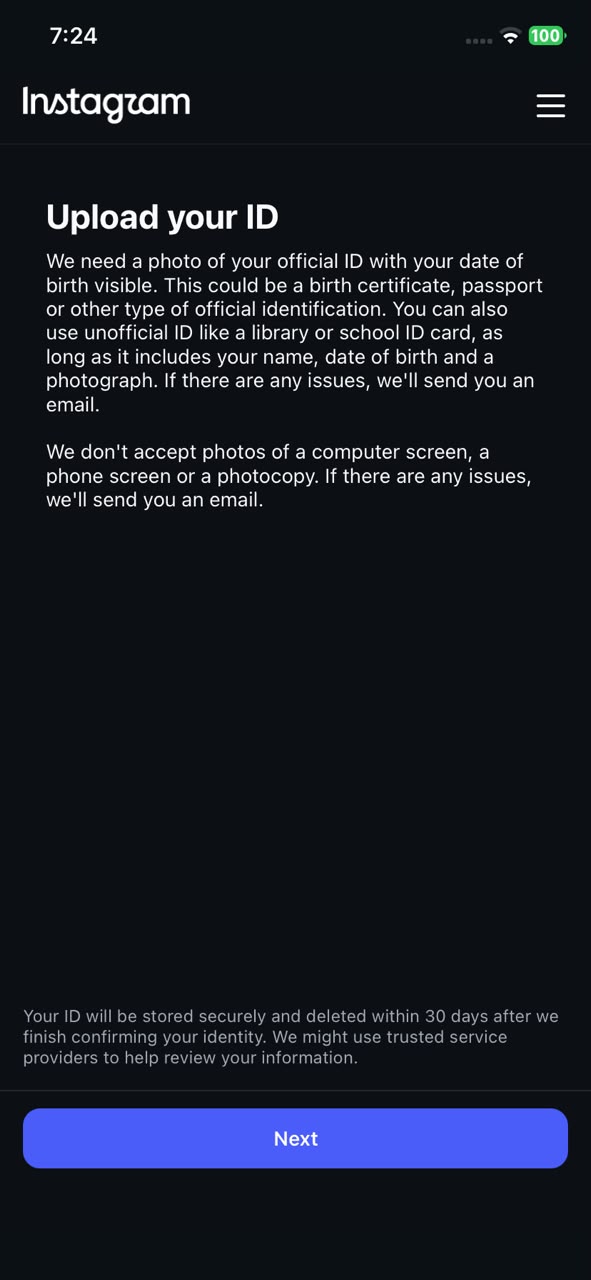 7:24
100
Instagram
Upload your ID
We need a photo of your official ID with your date of
birth visible. This could be a birth certificate, passport
or other type of official identification. You can also
use unofficial ID like a library or school ID card, as
long as it includes your name, date of birth and a
photograph. If there are any issues, we'll send you an
email.
We don't accept photos of a computer screen, a
phone screen or a photocopy. If there are any issues,
we'll send you an email.
Your ID will be stored securely and deleted within 30 days after we
finish confirming your identity. We might use trusted service
providers to help review your information.
Next